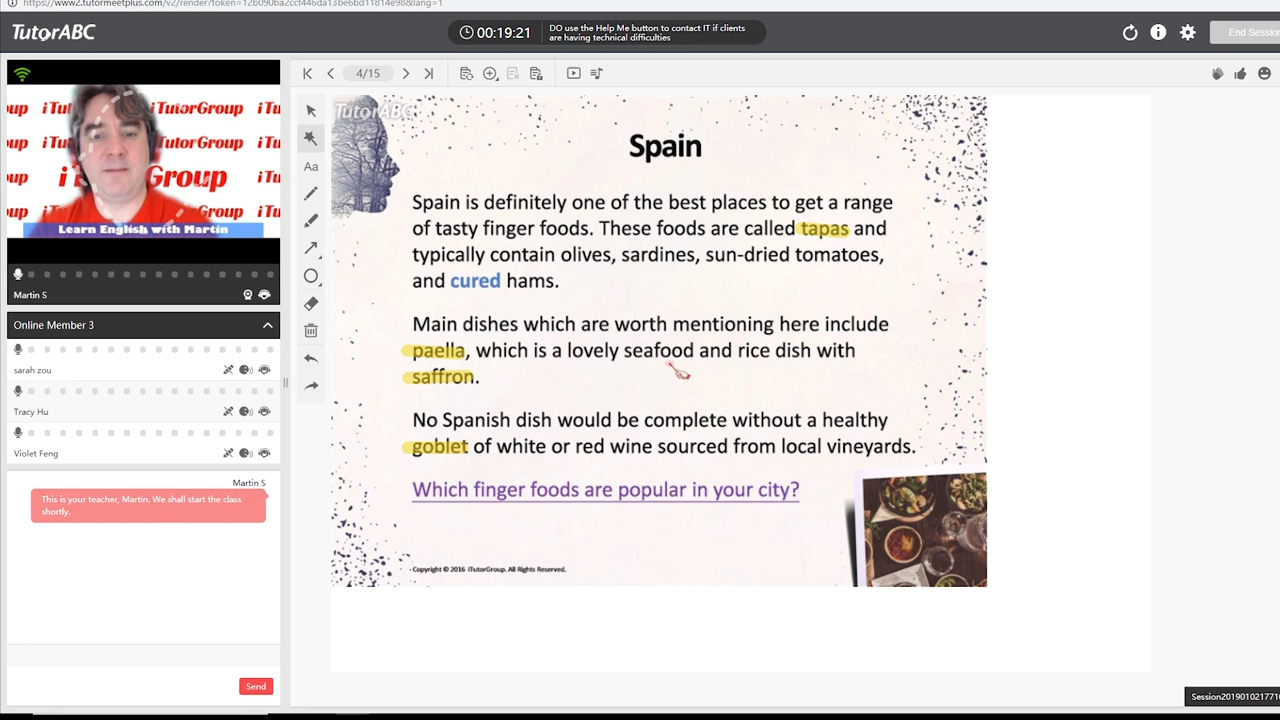 https://www2.tutormeetplus.com/v2/render?token=12b090ba2ccf446da13be6bd11814e98&lang=1
TutorABC
00:19:21
DO use the Help Me button to contact IT if clients
are having technical difficulties
End Sessio
4/15
iTutorGroup
Learn English with Martin
Martin S
Online Member 3
sarah zou
Tracy Hu
Violet Feng
Martin S
This is your teacher, Martin. We shall start the class
shortly.
Send
Aa
TutorABC
Spain
Spain is definitely one of the best places to get a range
of tasty finger foods. These foods are called tapas and
typically contain olives, sardines, sun-dried tomatoes,
and cured hams.
Main dishes which are worth mentioning here include
paella, which is a lovely seafood and rice dish with
saffron.
No Spanish dish would be complete without a healthy
goblet of white or red wine sourced from local vineyards.
Which finger foods are popular in your city?
- Copyright © 2016 iTutorGroup. All Rights Reserved.
Session20190102177